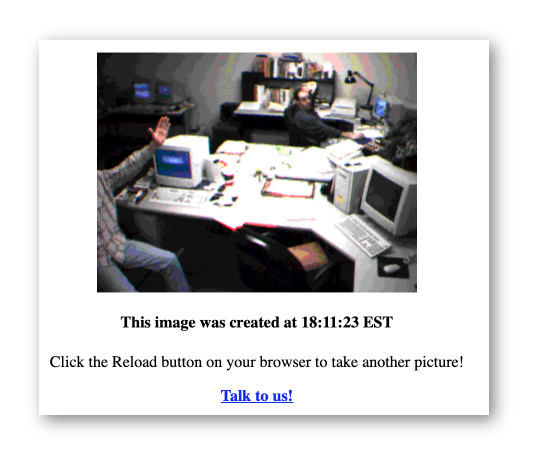 This image was created at 18:11:23 EST
Click the Reload button on your browser to take another picture!
Talk to us!